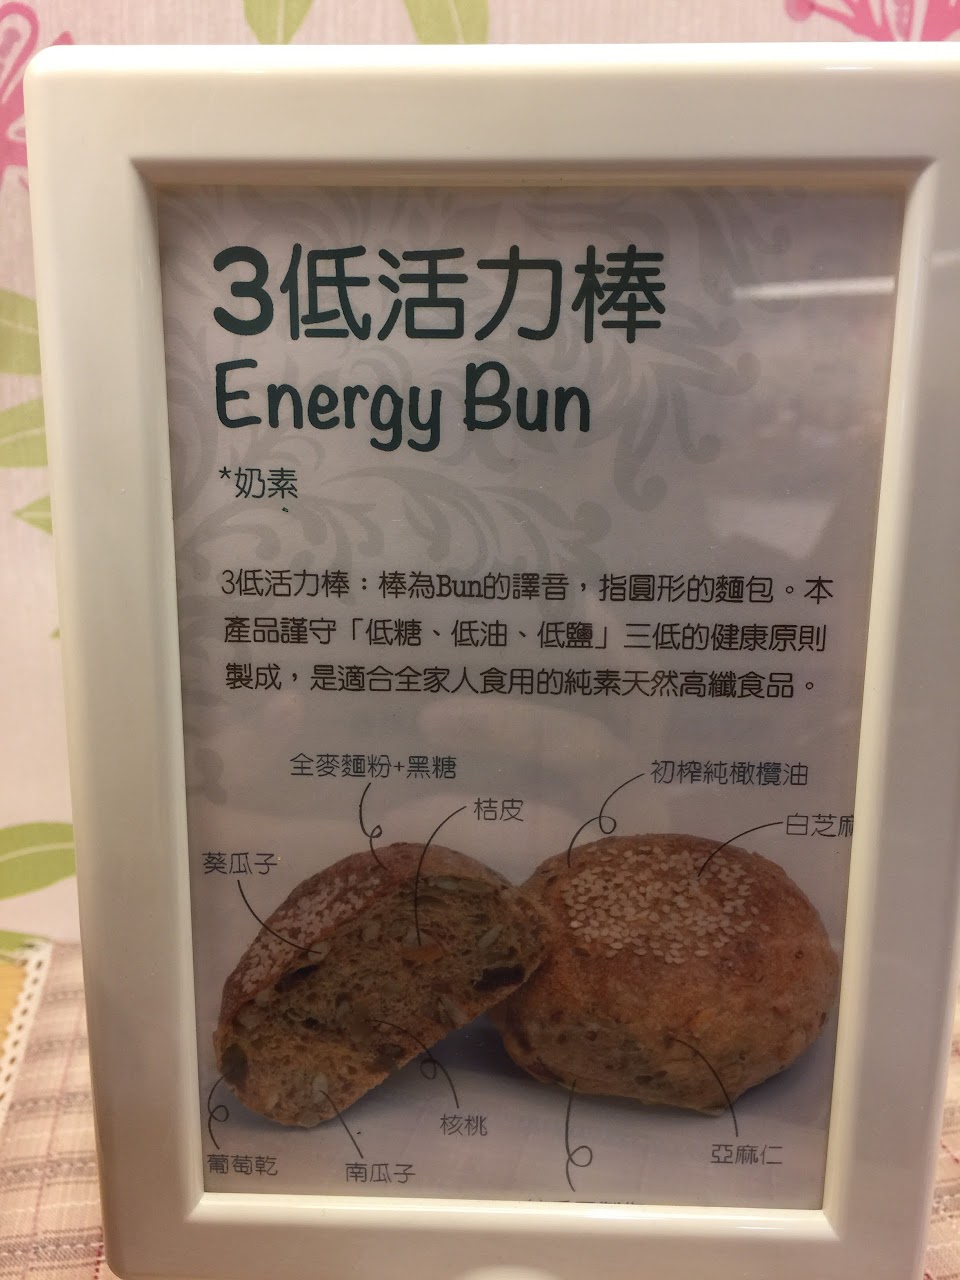 3低活力棒
Energy Bun
*奶素
3低活力棒：棒為Bun的譯音，指圓形的麵包。本
產品謹守「低糖、低油、低鹽」三低的健康原則
製成，是適合全家人食用的純素天然高纖食品。
全麥麵粉+黑糖
初榨純橄欖油
桔皮
白芝麻
葵瓜子
核桃
亞麻仁
葡萄乾
南瓜子